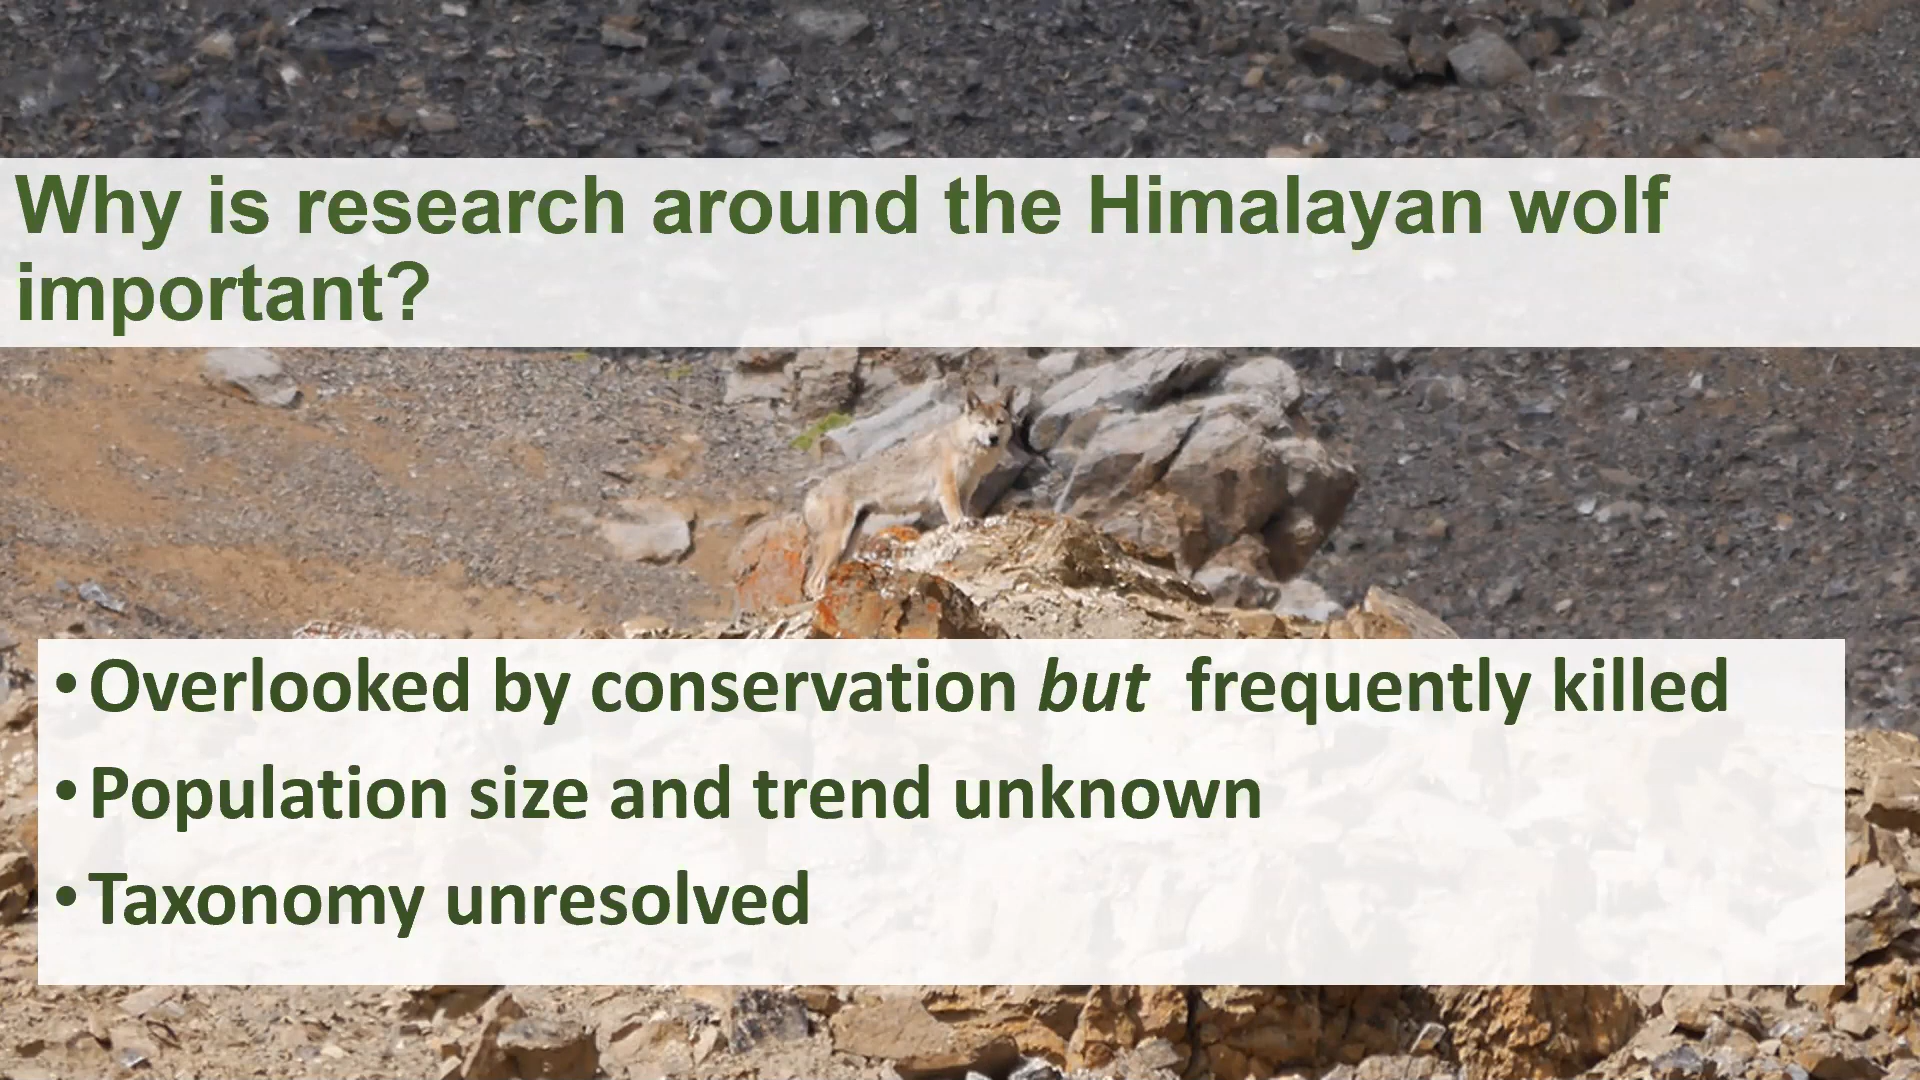 Why is research around the Himalayan wolf
important?
• Overlooked by conservation but frequently killed
• Population size and trend unknown
• Taxonomy unresolved